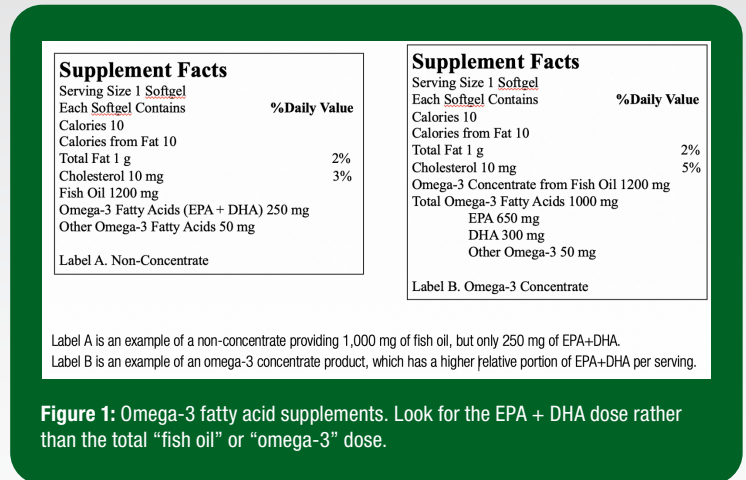 Supplement Facts
Serving Size 1 Softgel
Each Softgel Contains %Daily Value
Calories 10
Calories from Fat 10
Total Fat 1 g 2%
Cholesterol 10 mg 3%
Fish Oil 1200 mg
Omega-3 Fatty Acids (EPA + DHA) 250 mg
Other Omega-3 Fatty Acids 50 mg
Label A. Non-Concentrate
Supplement Facts
Serving Size 1 Softgel
Each Softgel Contains %Daily Value
Calories 10
Calories from Fat 10
Total Fat 1 g 2%
Cholesterol 10 mg 5%
Omega-3 Concentrate from Fish Oil 1200 mg
Total Omega-3 Fatty Acids 1000 mg
EPA 650 mg
DHA 300 mg
Other Omega-3 50 mg
Label B. Omega-3 Concentrate
Label A is an example of a non-concentrate providing 1,000 mg of fish oil, but only 250 mg of EPA+DHA.
Label B is an example of an omega-3 concentrate product, which has a higher relative portion of EPA+DHA per serving.
Figure 1: Omega-3 fatty acid supplements. Look for the EPA + DHA dose rather
than the total “fish oil” or “omega-3” dose.